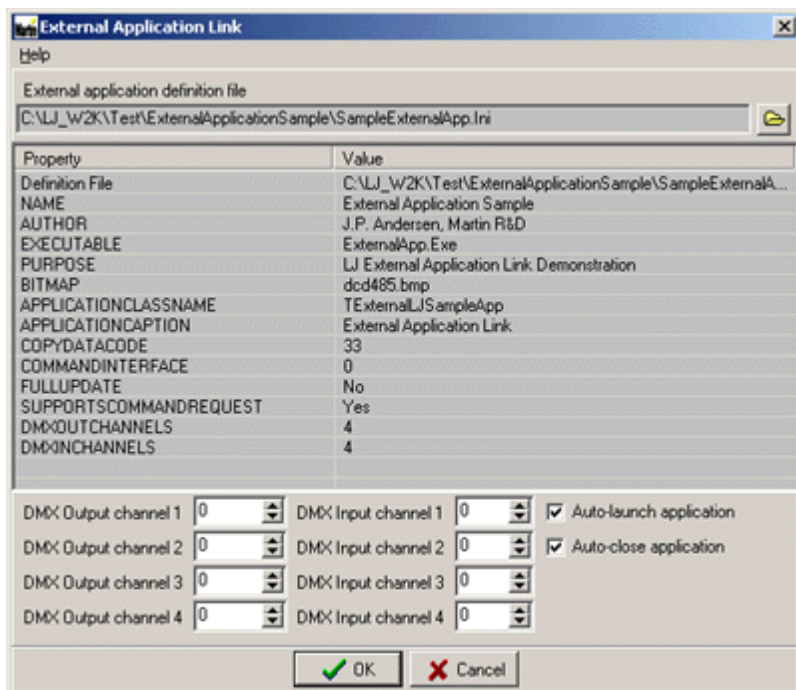 External Application Link
Help
External application definition file
C:\LJ_W2K\Test\ExternalApplicationSample\SampleExternalApp.Ini
Property Value
Definition File C:\LJ_W2K\Test\ExternalApplicationSample\SampleExternalA...
NAME External Application Sample
AUTHOR J.P. Andersen, Martin R&D
EXECUTABLE ExternalApp.Exe
PURPOSE LJ External Application Link Demonstration
BITMAP dcd485.bmp
APPLICATIONCLASSNAME TExternalLJSampleApp
APPLICATIONCAPTION External Application Link
COPYDATACODE 33
COMMANDINTERFACE 0
FULLUPDATE No
SUPPORTSCOMMANDREQUEST Yes
DMXOUTCHANNELS 4
DMXINCHANNELS 4
DMX Output channel 1 0 DMX Input channel 1 0 Auto-launch application
DMX Output channel 2 0 DMX Input channel 2 0 Auto-close application
DMX Output channel 3 0 DMX Input channel 3 0
DMX Output channel 4 0 DMX Input channel 4 0
OK Cancel